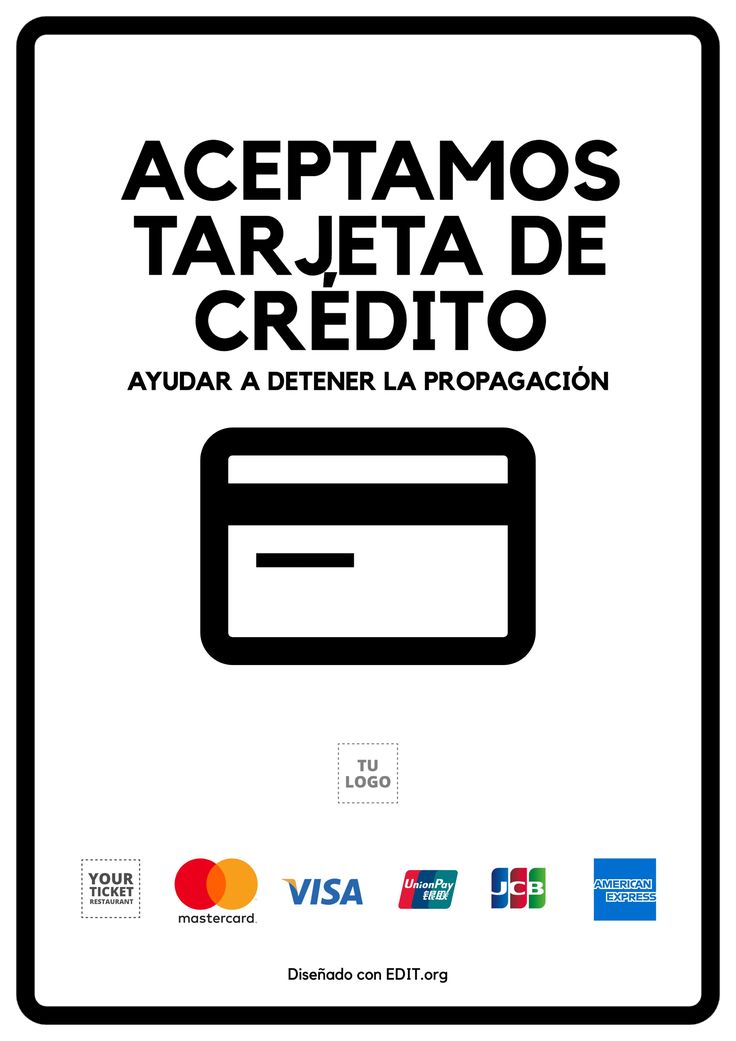 ACEPTAMOS
TARJETA DE
CRÉDITO
AYUDAR A DETENER LA PROPAGACIÓN
TU
LOGO
YOUR
TICKET
RESTAURANT
mastercard.
VISA
UnionPay
银联
JCB
AMERICAN
EXPRESS
Diseñado con EDIT.org